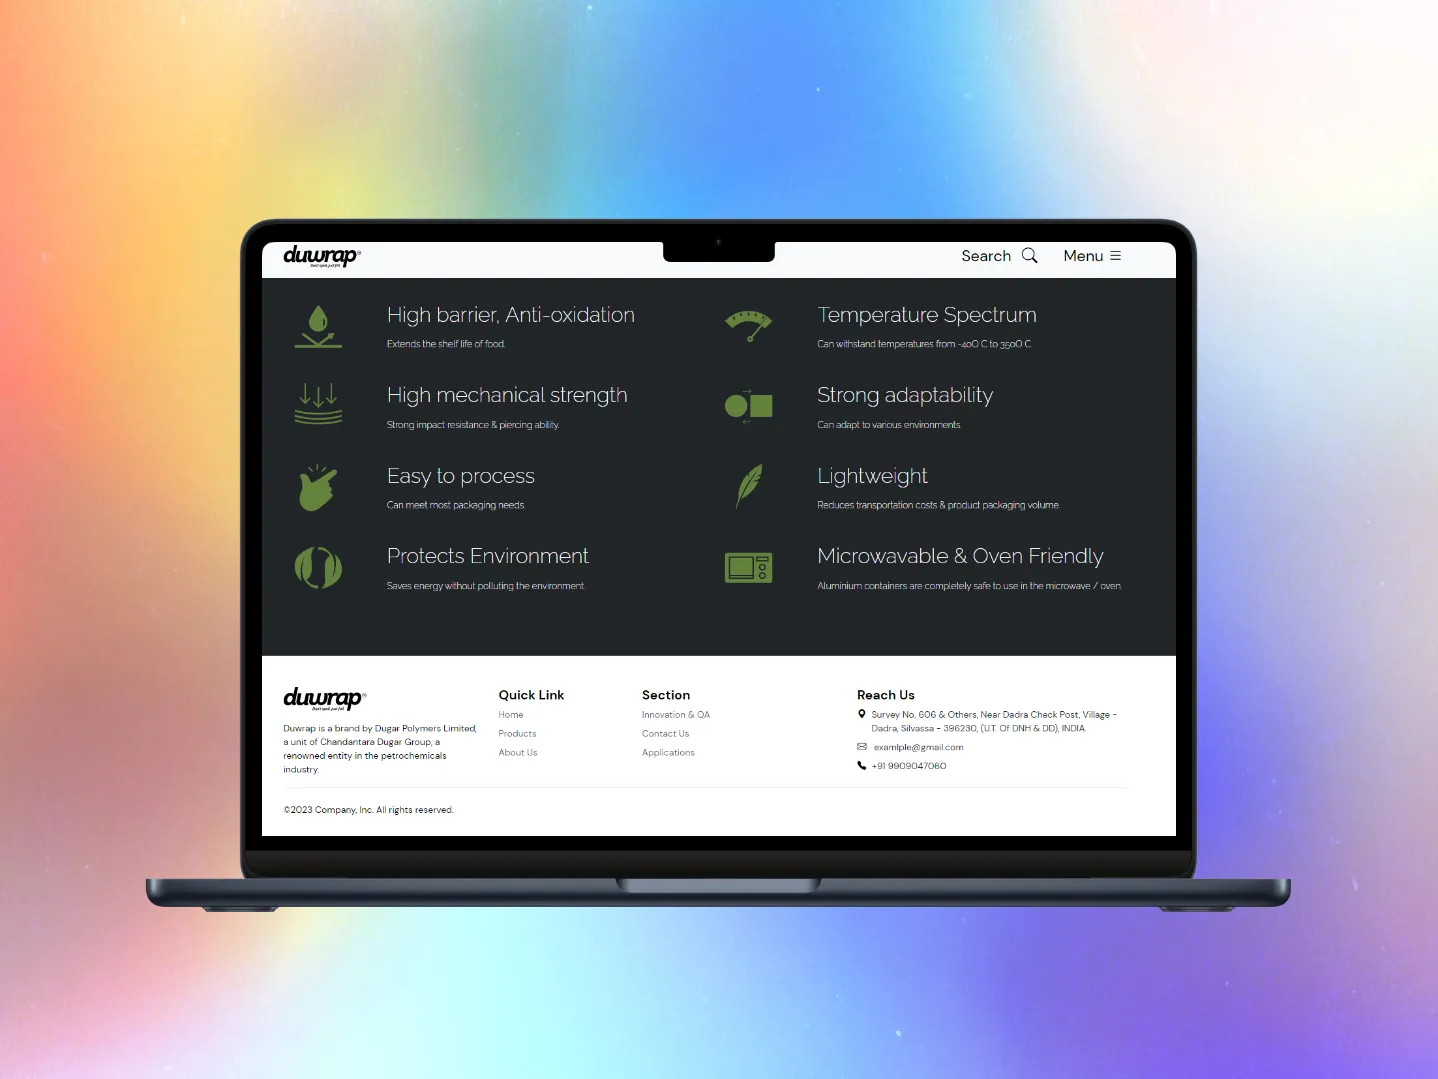 duwrap®
Search
Menu
High barrier, Anti-oxidation
Extends the shelf life of food.
Temperature Spectrum
Can withstand temperatures from -40O C to 350O C
High mechanical strength
Strong impact resistance & piercing ability.
Strong adaptability
Can adapt to various environments.
Easy to process
Can meet most packaging needs.
Lightweight
Reduces transportation costs & product packaging volume.
Protects Environment
Saves energy without polluting the environment.
Microwavable & Oven Friendly
Aluminium containers are completely safe to use in the microwave / oven.
duwrap®
Duwrap is a brand by Dugar Polymers Limited,
a unit of Chandantara Dugar Group, a
renowned entity in the petrochemicals
industry.
Quick Link
Home
Products
About Us
Section
Innovation & QA
Contact Us
Applications
Reach Us
Survey No. 606 & Others, Near Dadra Check Post, Village -
Dadra, Silvassa - 396230, (U.T. Of DNH & DD), INDIA.
examlple@gmail.com
+91 9909047060
©2023 Company, Inc. All rights reserved.